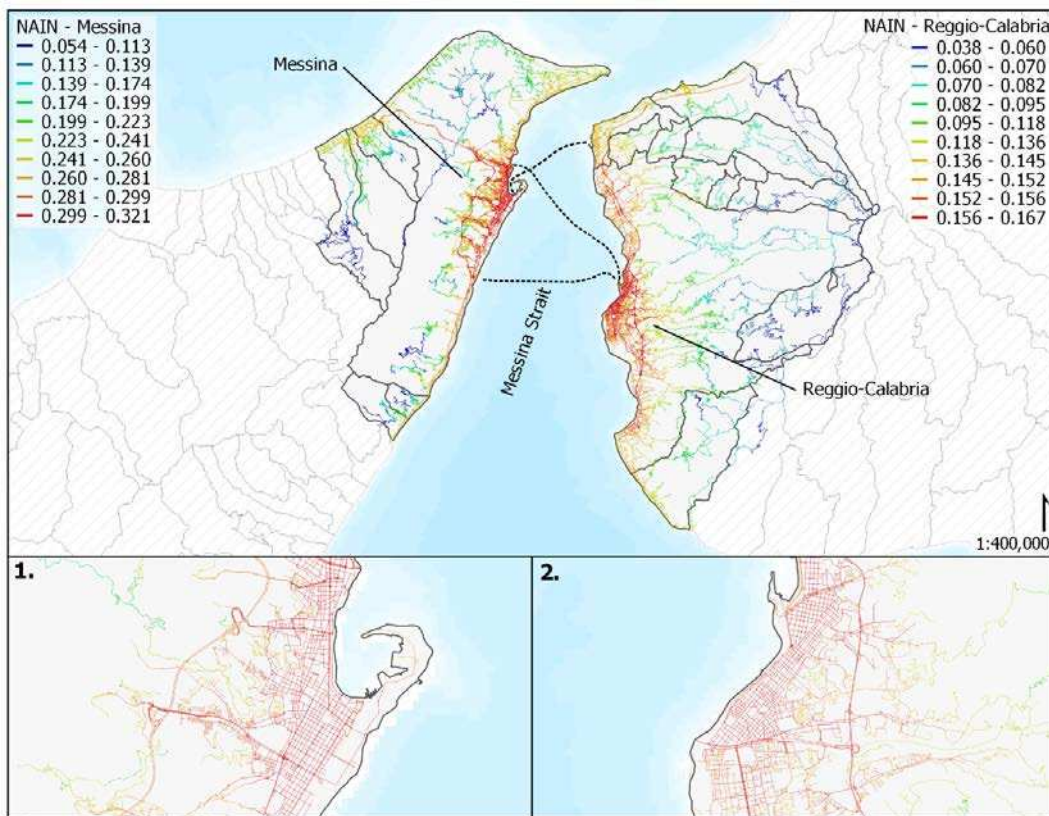 NAIN - Messina
0.054 - 0.113
0.113 - 0.139
0.139 - 0.174
0.174 - 0.199
0.199 - 0.223
0.223 - 0.241
0.241 - 0.260
0.260 - 0.281
0.281 - 0.299
0.299 - 0.321
Messina
NAIN - Reggio-Calabria
0.038 - 0.060
0.060 - 0.070
0.070 - 0.082
0.082 - 0.095
0.095 - 0.118
0.118 - 0.136
0.136 - 0.145
0.145 - 0.152
0.152 - 0.156
0.156 - 0.167
Messina Strait
Reggio-Calabria
1:400,000
1.
2.